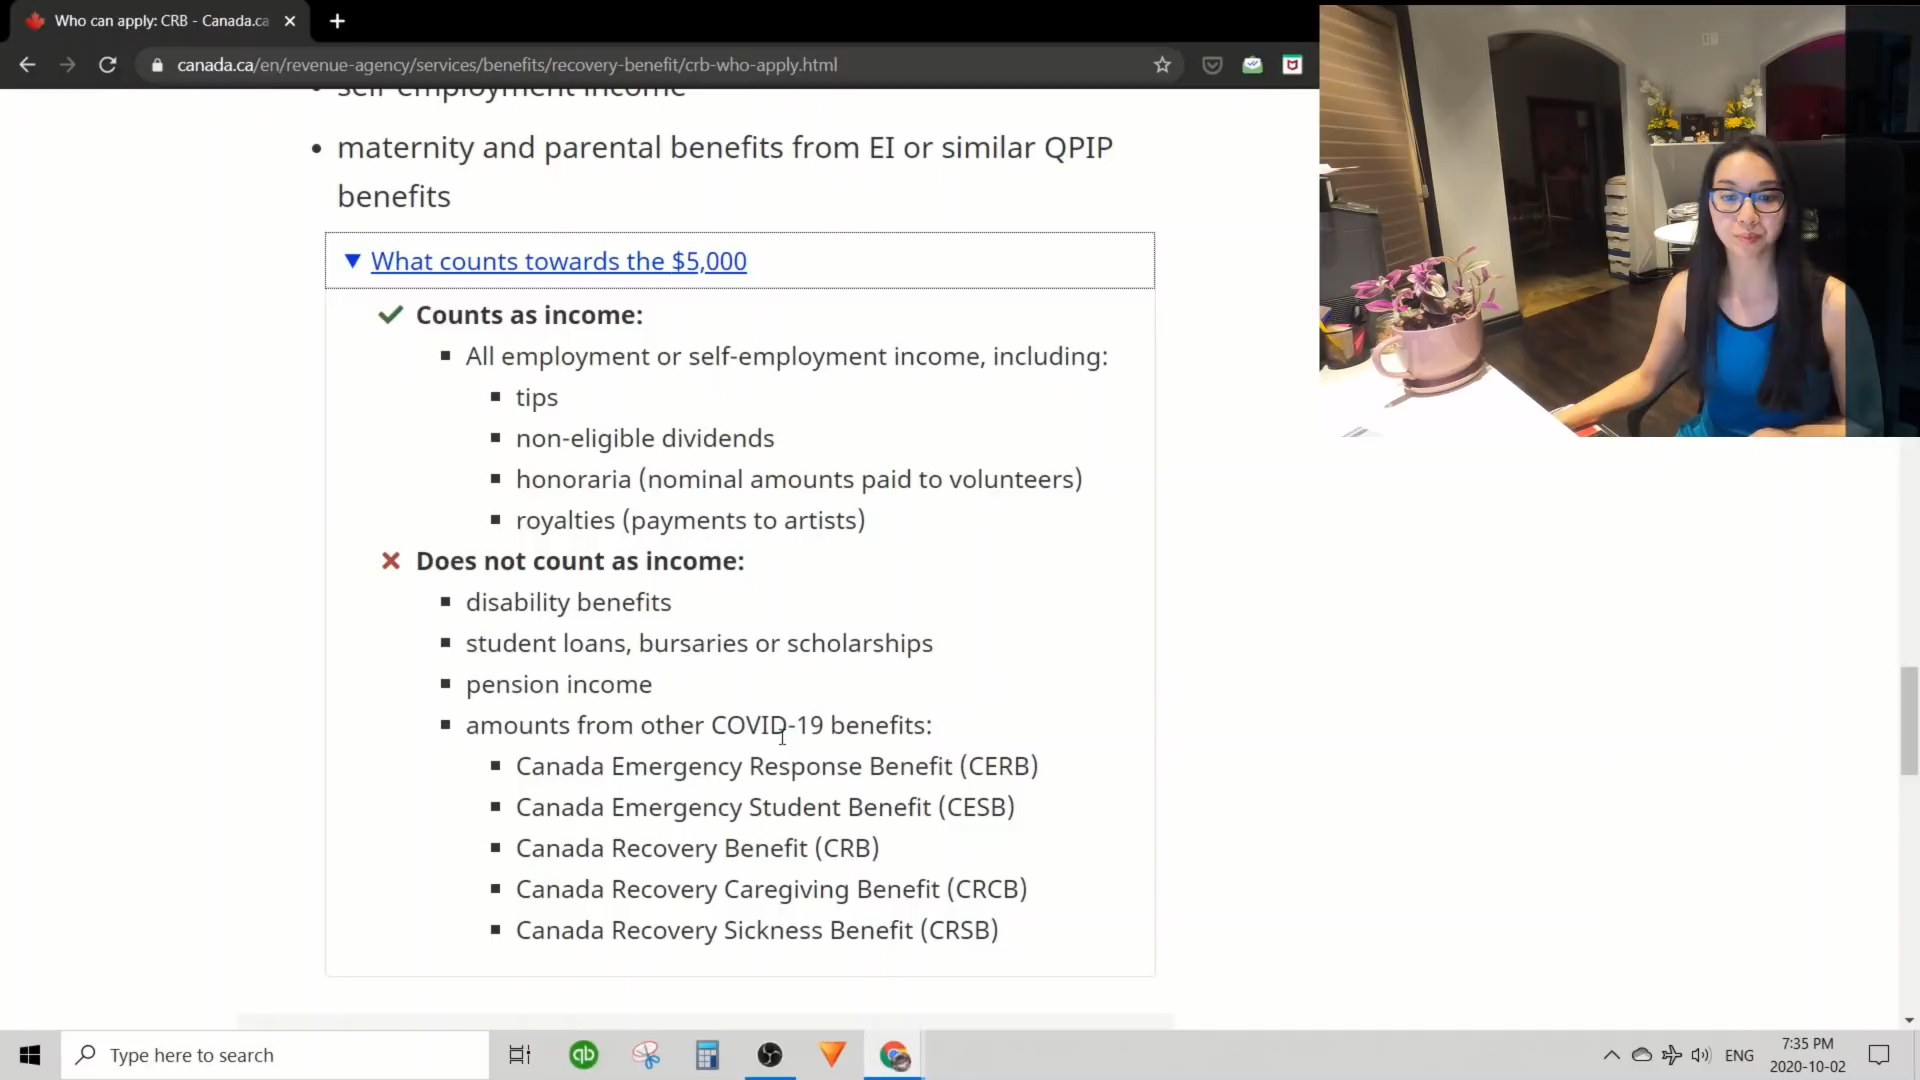 Who can apply: CRB - Canada.ca
canada.ca/en/revenue-agency/services/benefits/recovery-benefit/crb-who-apply.html
self-employment income
maternity and parental benefits from EI or similar QPIP
benefits
What counts towards the $5,000
Counts as income:
All employment or self-employment income, including:
tips
non-eligible dividends
honoraria (nominal amounts paid to volunteers)
royalties (payments to artists)
Does not count as income:
disability benefits
student loans, bursaries or scholarships
pension income
amounts from other COVID-19 benefits:
Canada Emergency Response Benefit (CERB)
Canada Emergency Student Benefit (CESB)
Canada Recovery Benefit (CRB)
Canada Recovery Caregiving Benefit (CRCB)
Canada Recovery Sickness Benefit (CRSB)
Type here to search
qb
ENG
7:35 PM
2020-10-02